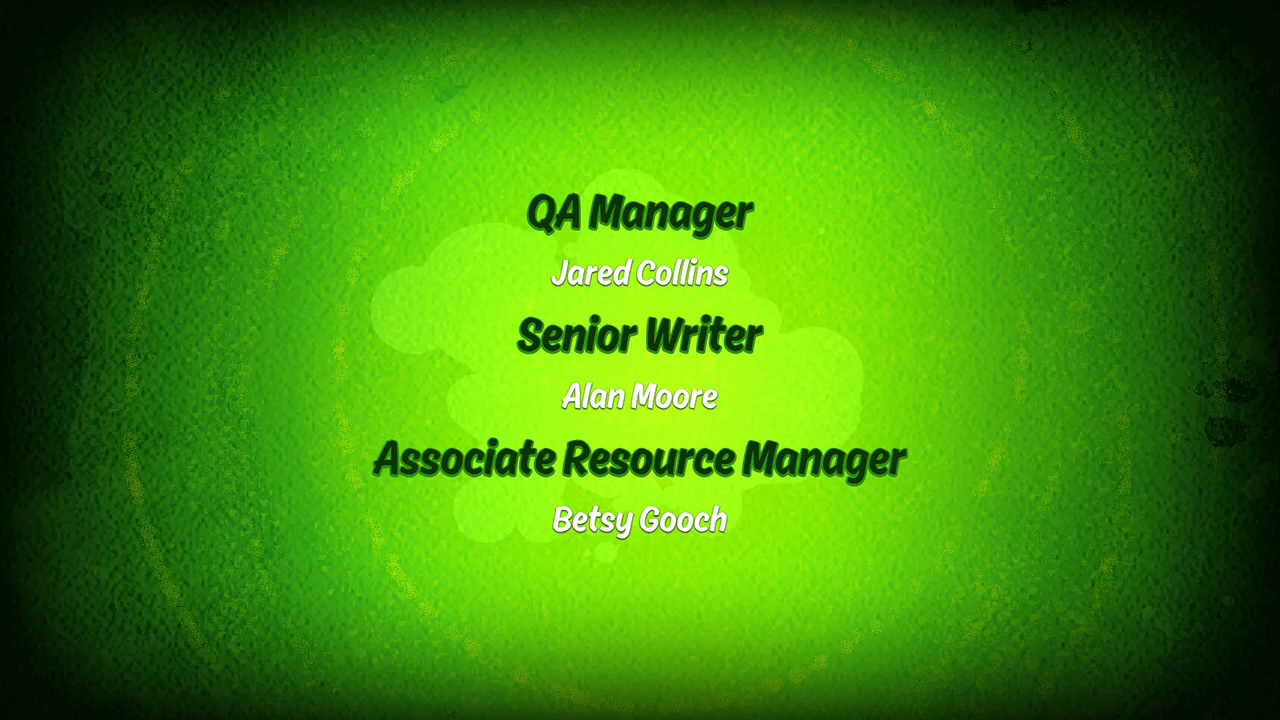 QA Manager
Jared Collins
Senior Writer
Alan Moore
Associate Resource Manager
Betsy Gooch